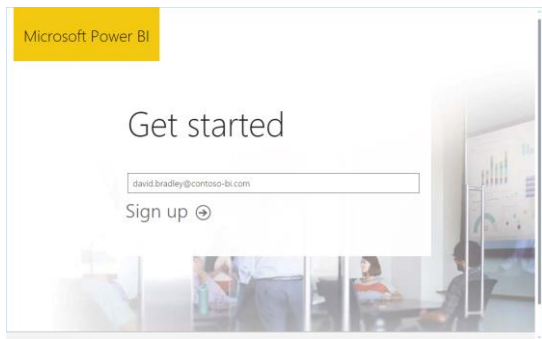 Microsoft Power BI
Get started
david.bradley@contoso-bi.com
Sign up